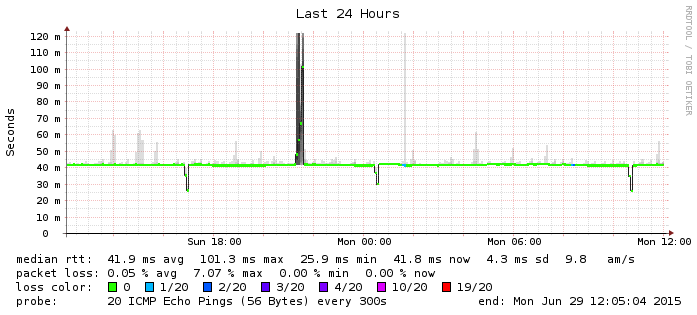 Last 24 Hours
RRDTOOL / TOBI OETIKER
Seconds
120 m
110 m
100 m
90 m
80 m
70 m
60 m
50 m
40 m
30 m
20 m
10 m
0
Sun 18:00 Mon 00:00 Mon 06:00 Mon 12:00
median rtt: 41.9 ms avg 101.3 ms max 25.9 ms min 41.8 ms now 4.3 ms sd 9.8 am/s
packet loss: 0.05 % avg 7.07 % max 0.00 % min 0.00 % now
loss color: 0 1/20 2/20 3/20 4/20 10/20 19/20
probe: 20 ICMP Echo Pings (56 Bytes) every 300s end: Mon Jun 29 12:05:04 2015